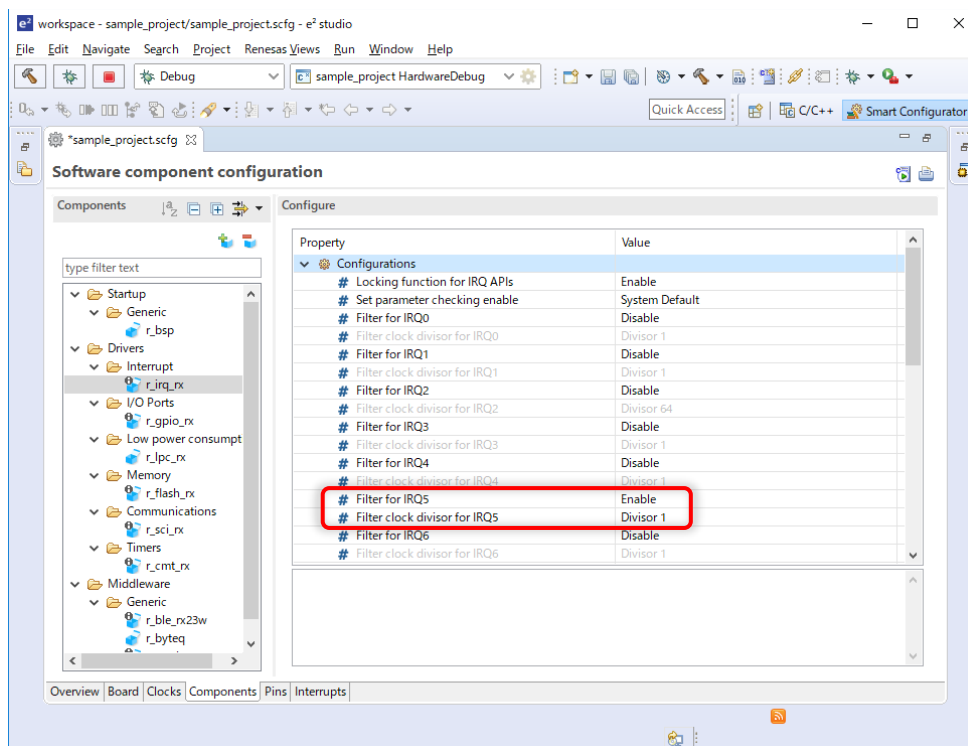 workspace - sample_project/sample_project.scfg - e² studio
File Edit Navigate Search Project Renesas Views Run Window Help
Debug
sample_project HardwareDebug
Quick Access
C/C++
Smart Configurator
*sample_project.scfg
Software component configuration
Components
Configure
type filter text
Startup
Generic
r_bsp
Drivers
Interrupt
r_irq_rx
I/O Ports
r_gpio_rx
Low power consumpt
r_lpc_rx
Memory
r_flash_rx
Communications
r_sci_rx
Timers
r_cmt_rx
Middleware
Generic
r_ble_rx23w
r_byteq
Property Value
Configurations
# Locking function for IRQ APIs Enable
# Set parameter checking enable System Default
# Filter for IRQ0 Disable
# Filter clock divisor for IRQ0 Divisor 1
# Filter for IRQ1 Disable
# Filter clock divisor for IRQ1 Divisor 1
# Filter for IRQ2 Disable
# Filter clock divisor for IRQ2 Divisor 64
# Filter for IRQ3 Disable
# Filter clock divisor for IRQ3 Divisor 1
# Filter for IRQ4 Disable
# Filter clock divisor for IRQ4 Divisor 1
# Filter for IRQ5 Enable
# Filter clock divisor for IRQ5 Divisor 1
# Filter for IRQ6 Disable
# Filter clock divisor for IRQ6 Divisor 1
Overview Board Clocks Components Pins Interrupts